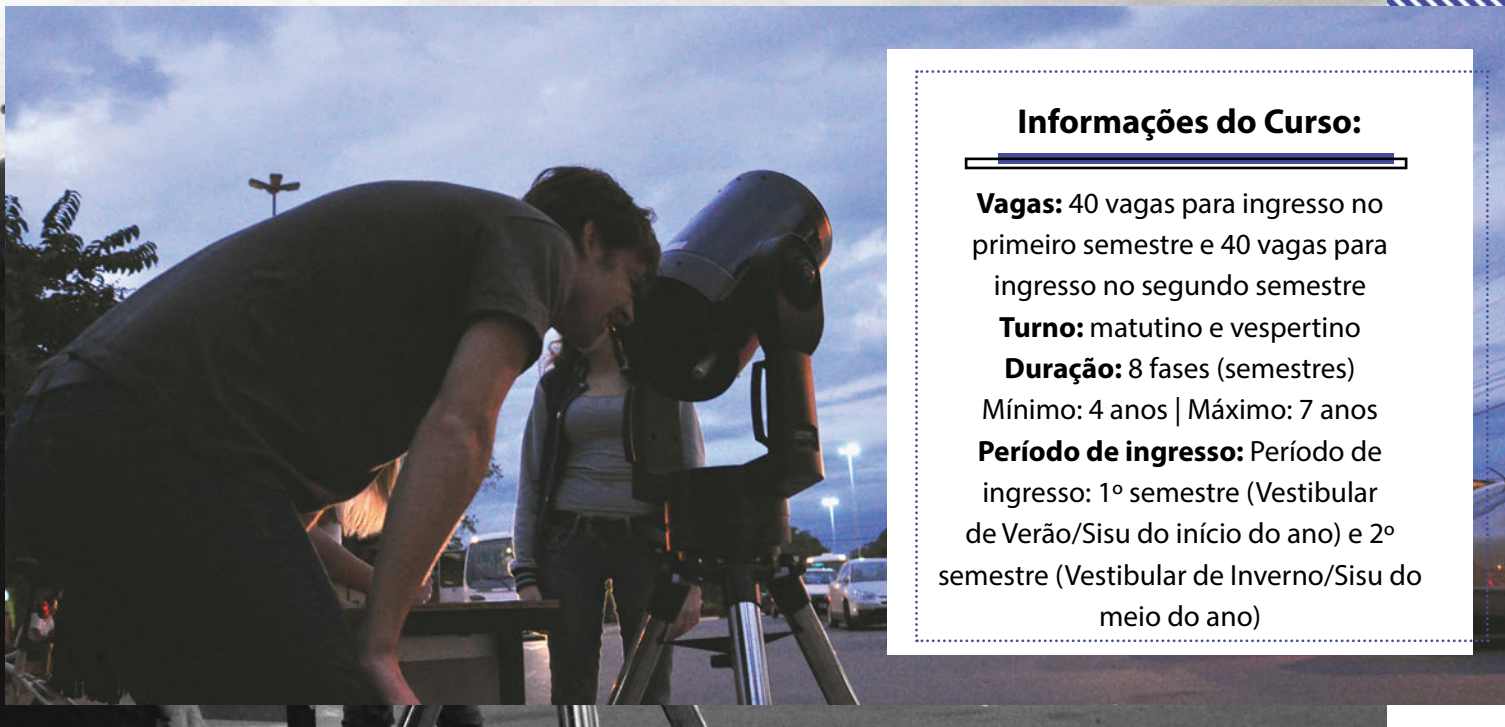 Informações do Curso:
Vagas: 40 vagas para ingresso no
primeiro semestre e 40 vagas para
ingresso no segundo semestre
Turno: matutino e vespertino
Duração: 8 fases (semestres)
Mínimo: 4 anos | Máximo: 7 anos
Período de ingresso: Período de
ingresso: 1º semestre (Vestibular
de Verão/Sisu do início do ano) e 2º
semestre (Vestibular de Inverno/Sisu do
meio do ano)